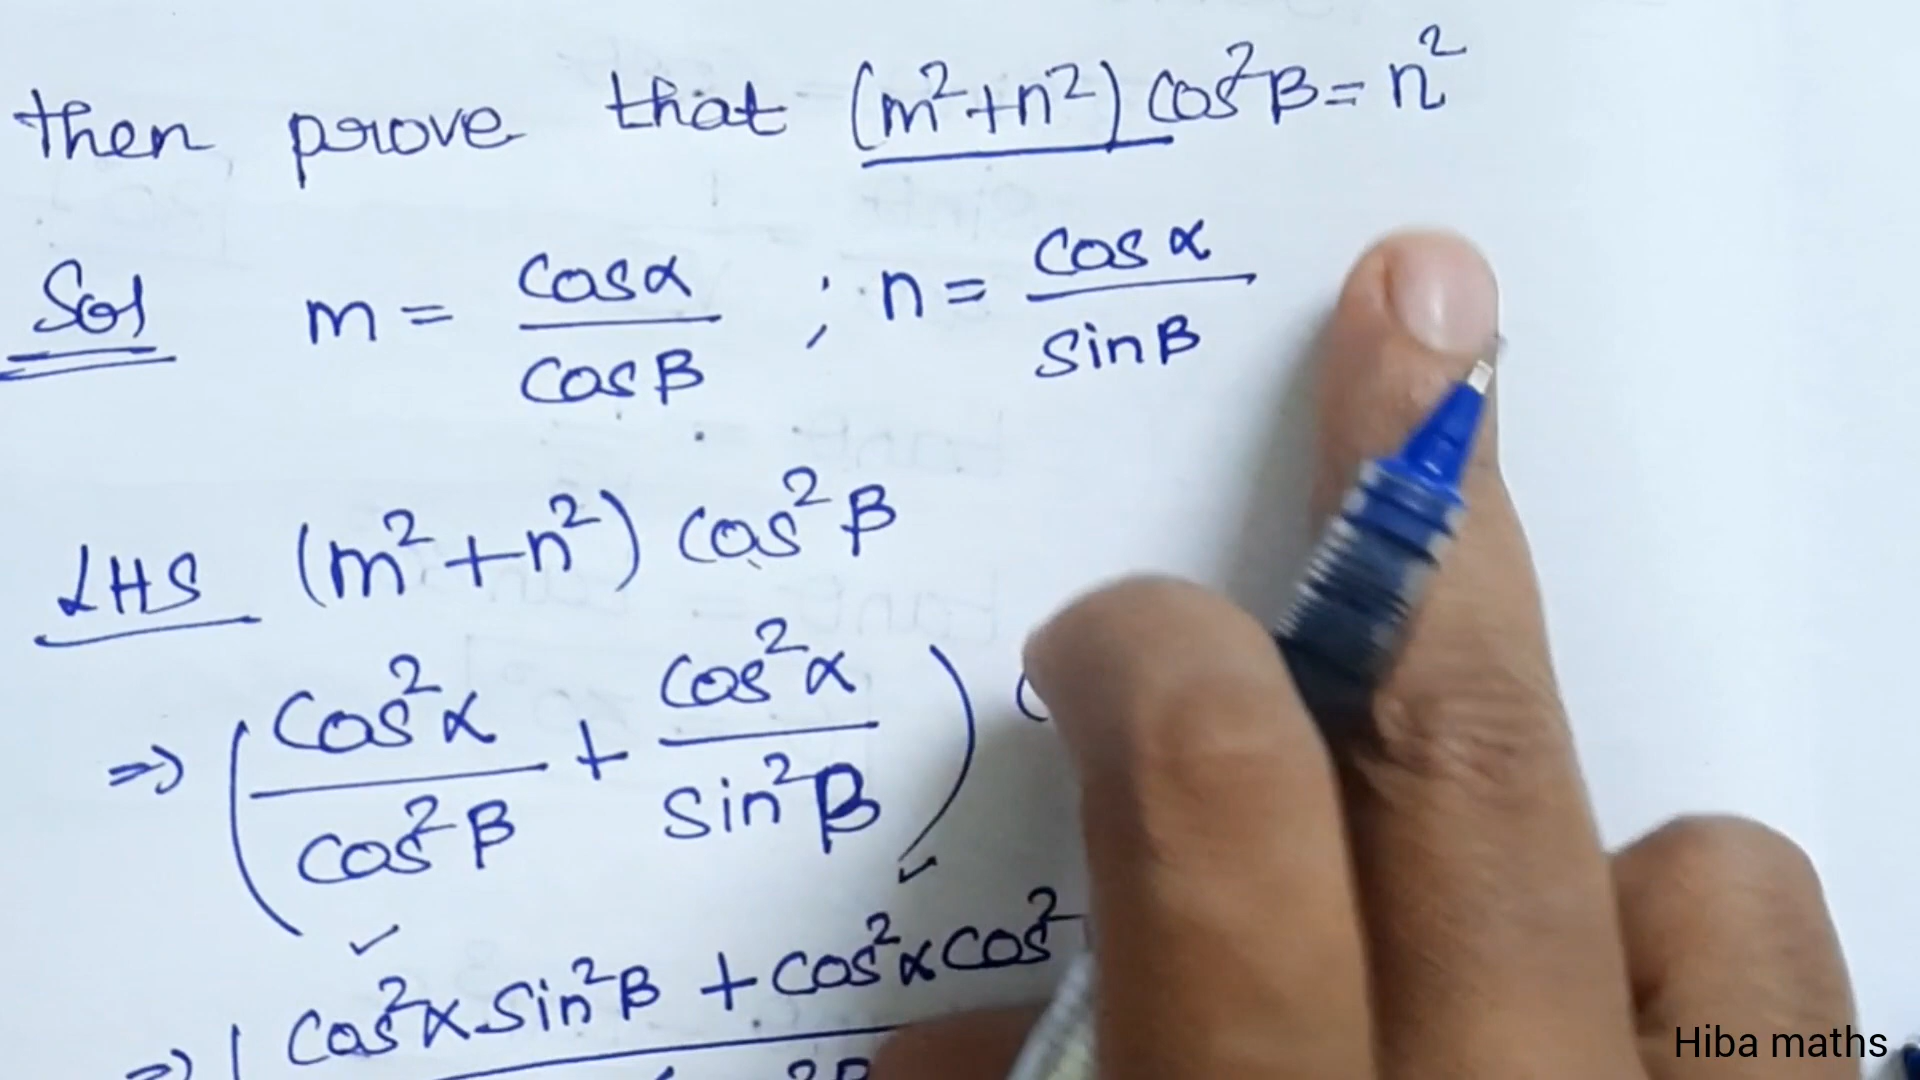 then prove that (m²+n²) cos²β = n²
Sol m = cosα / cosβ ; n = cosα / sinβ
LHS (m²+n²) cos²β
⇒ (cos²α / cos²β + cos²α / sin²β) (
⇒ ( cos²α sin²β + cos²α cos²
Hiba maths